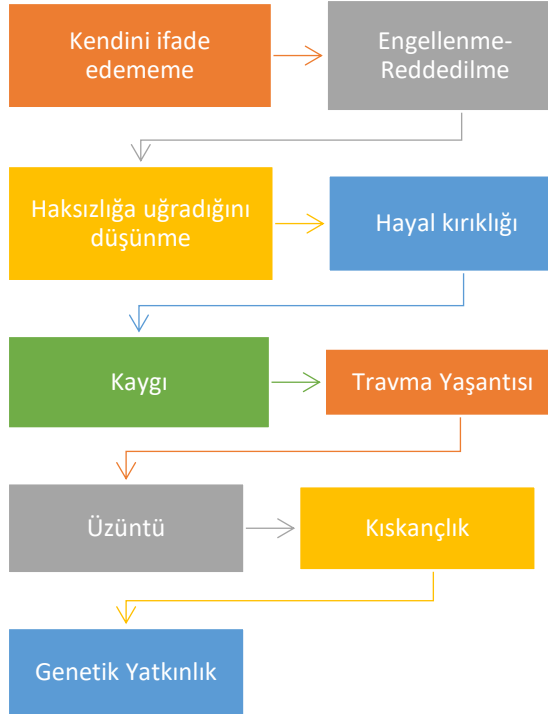 Kendini ifade
edememe
Engellenme-
Reddedilme
Haksızlığa uğradığını
düşünme
Hayal kırıklığı
Kaygı
Travma Yaşantısı
Üzüntü
Kıskançlık
Genetik Yatkınlık